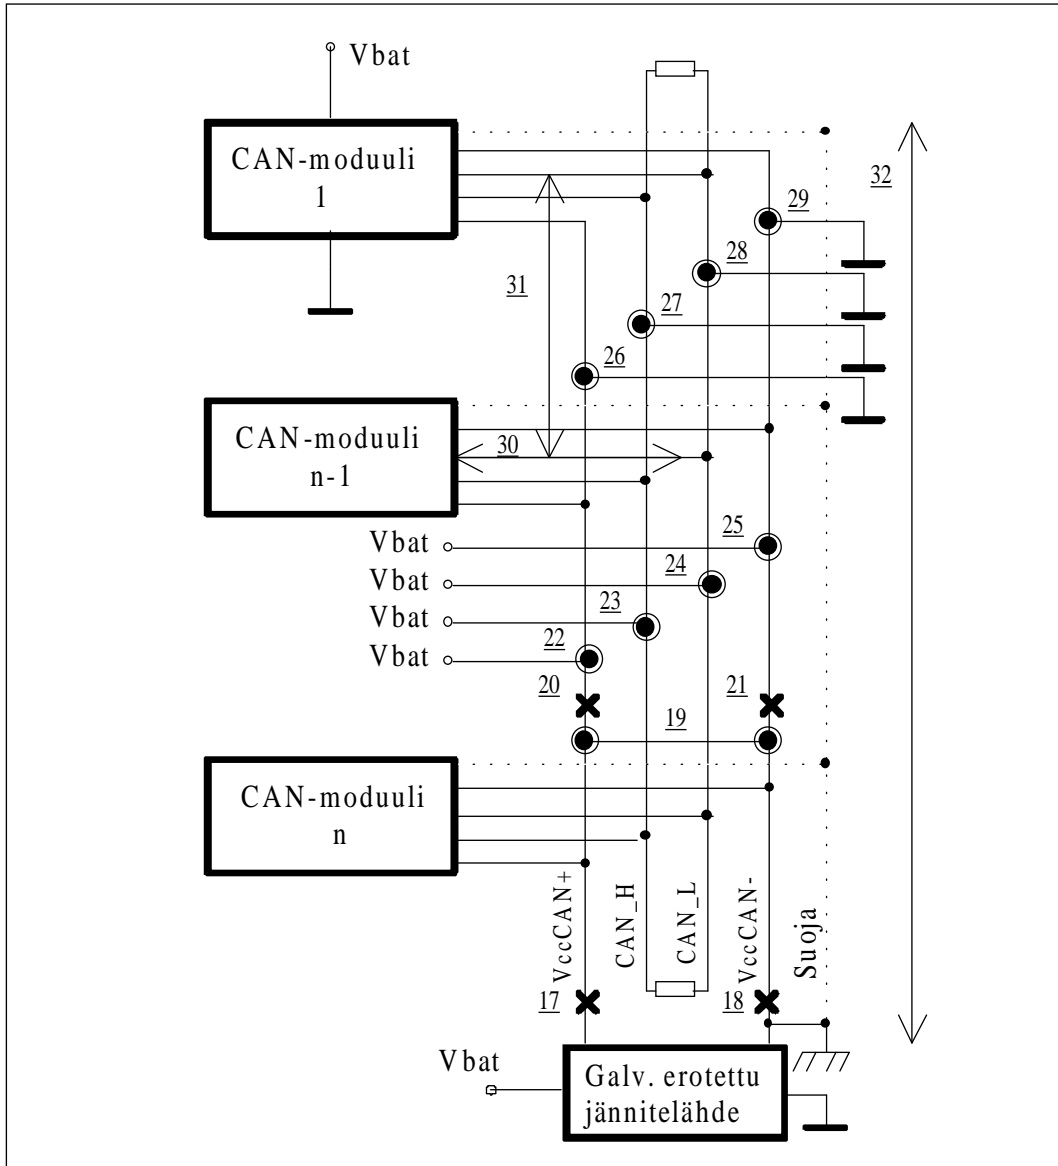 Vbat
CAN-moduuli
1
32
29
28
31
27
26
CAN-moduuli
n-1
30
25
Vbat
24
Vbat
23
Vbat
22
Vbat
20
21
19
CAN-moduuli
n
VccCAN+
CAN_H
CAN_L
VccCAN-
Suoja
17
18
Vbat
Galv. erotettu
jännitelähde